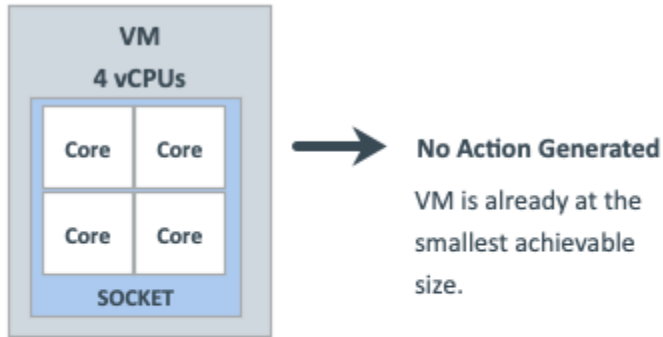 VM
4 vCPUs
Core Core
Core Core
SOCKET
No Action Generated
VM is already at the
smallest achievable
size.